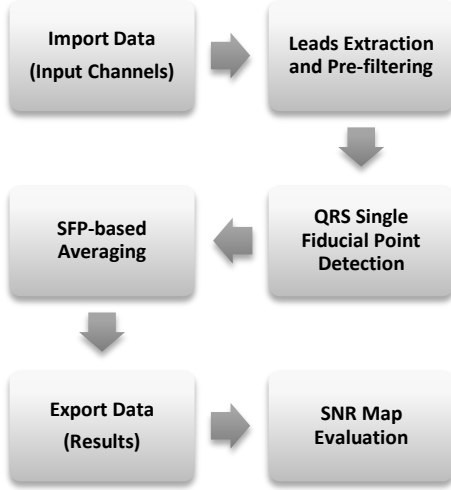 Import Data
(Input Channels)
Leads Extraction
and Pre-filtering
QRS Single
Fiducial Point
Detection
SFP-based
Averaging
Export Data
(Results)
SNR Map
Evaluation